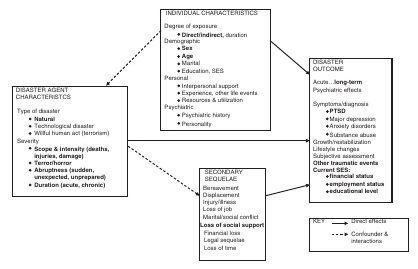 INDIVIDUAL CHARACTERISTICS
Degree of exposure
◆ Direct/indirect, duration
Demographic
◆ Sex
◆ Age
◆ Marital
◆ Education, SES
Personal
◆ Interpersonal support
◆ Experience, other life events
◆ Resources & utilization
Psychiatric
◆ Psychiatric history
◆ Personality
DISASTER AGENT
CHARACTERISTCS
Type of disaster
◆ Natural
◆ Technological disaster
◆ Willful human act (terrorism)
Severity
◆ Scope & intensity (deaths,
injuries, damage)
◆ Terror/horror
◆ Abruptness (sudden,
unexpected, unprepared)
◆ Duration (acute, chronic)
SECONDARY
SEQUELAE
Bereavement
Displacement
Injury/illness
Loss of job
Marital/social conflict
Loss of social support
Financial loss
Legal sequelae
Loss of time
DISASTER
OUTCOME
Acute...long-term
Psychiatric effects
Symptoms/diagnosis
◆ PTSD
◆ Major depression
◆ Anxiety disorders
◆ Substance abuse
Growth/restabilization
Lifestyle changes
Subjective assessment
Other traumatic events
Current SES:
◆ financial status
◆ employment status
◆ educational level
KEY
Direct effects
Confounder &
interactions